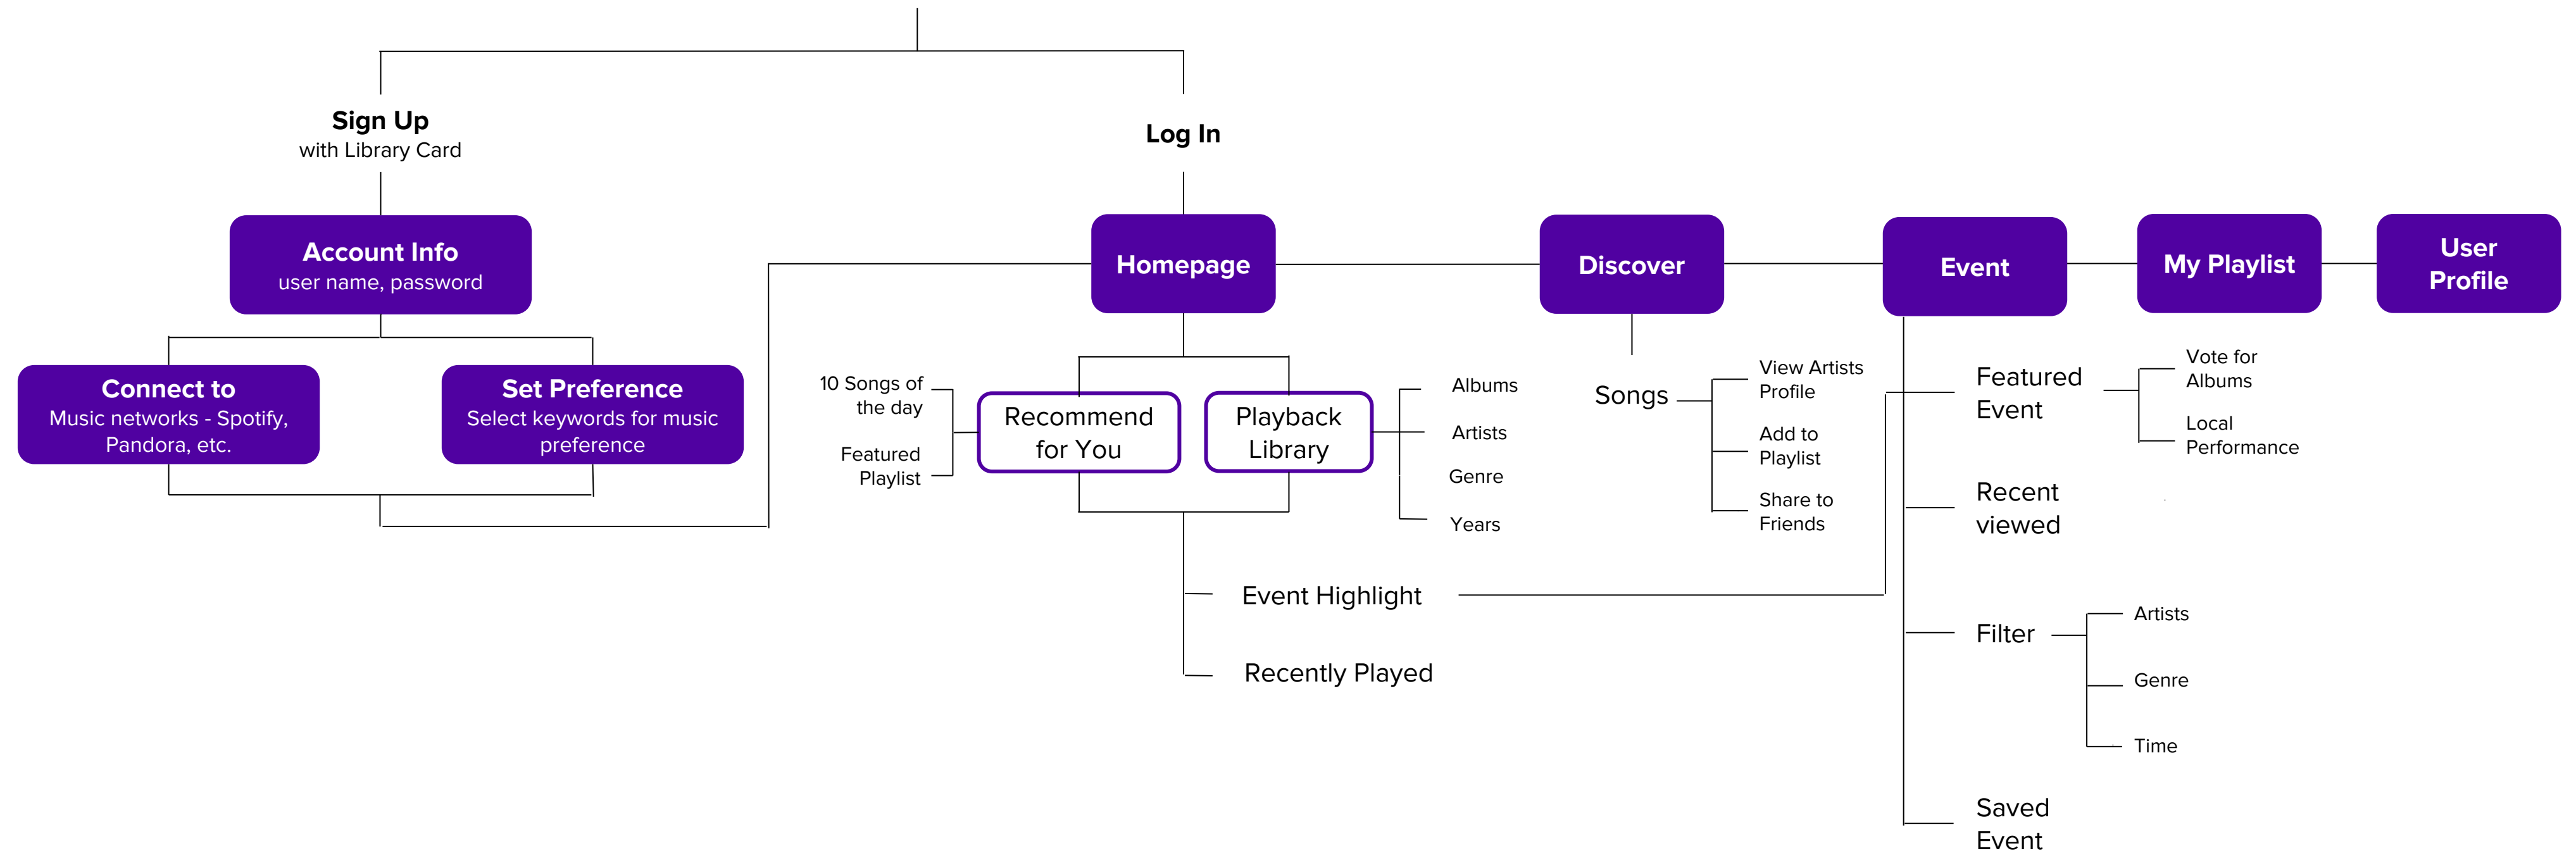 Sign Up
with Library Card
Log In
Account Info
user name, password
Homepage
Discover
Event
My Playlist
User
Profile
Connect to
Music networks - Spotify,
Pandora, etc.
Set Preference
Select keywords for music
preference
10 Songs of
the day
Featured
Playlist
Recommend
for You
Playback
Library
Albums
Artists
Genre
Years
Event Highlight
Recently Played
Songs
View Artists
Profile
Add to
Playlist
Share to
Friends
Featured
Event
Vote for
Albums
Local
Performance
Recent
viewed
Filter
Artists
Genre
Time
Saved
Event